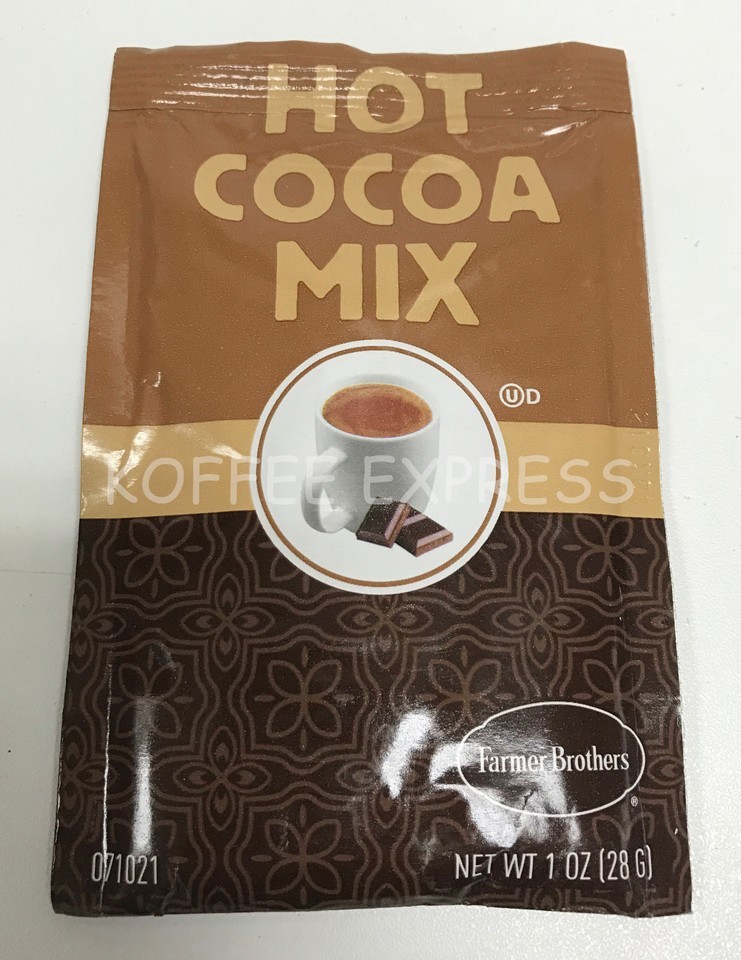 HOT
COCOA
MIX
ⓊD
KOFFEE EXPRESS
Farmer Brothers
®
071021
NET WT 1 OZ (28 G)